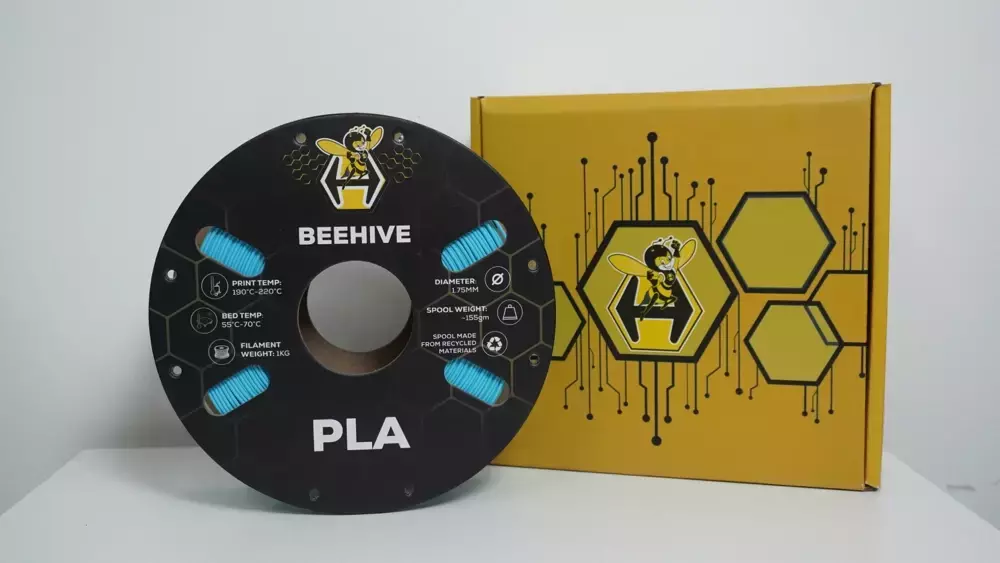 BEEHIVE
PRINT TEMP:
190°C-220°C
BED TEMP:
55°C-70°C
FILAMENT
WEIGHT: 1KG
DIAMETER:
1.75MM
SPOOL WEIGHT:
~155gm
SPOOL MADE
FROM RECYCLED
MATERIALS
PLA